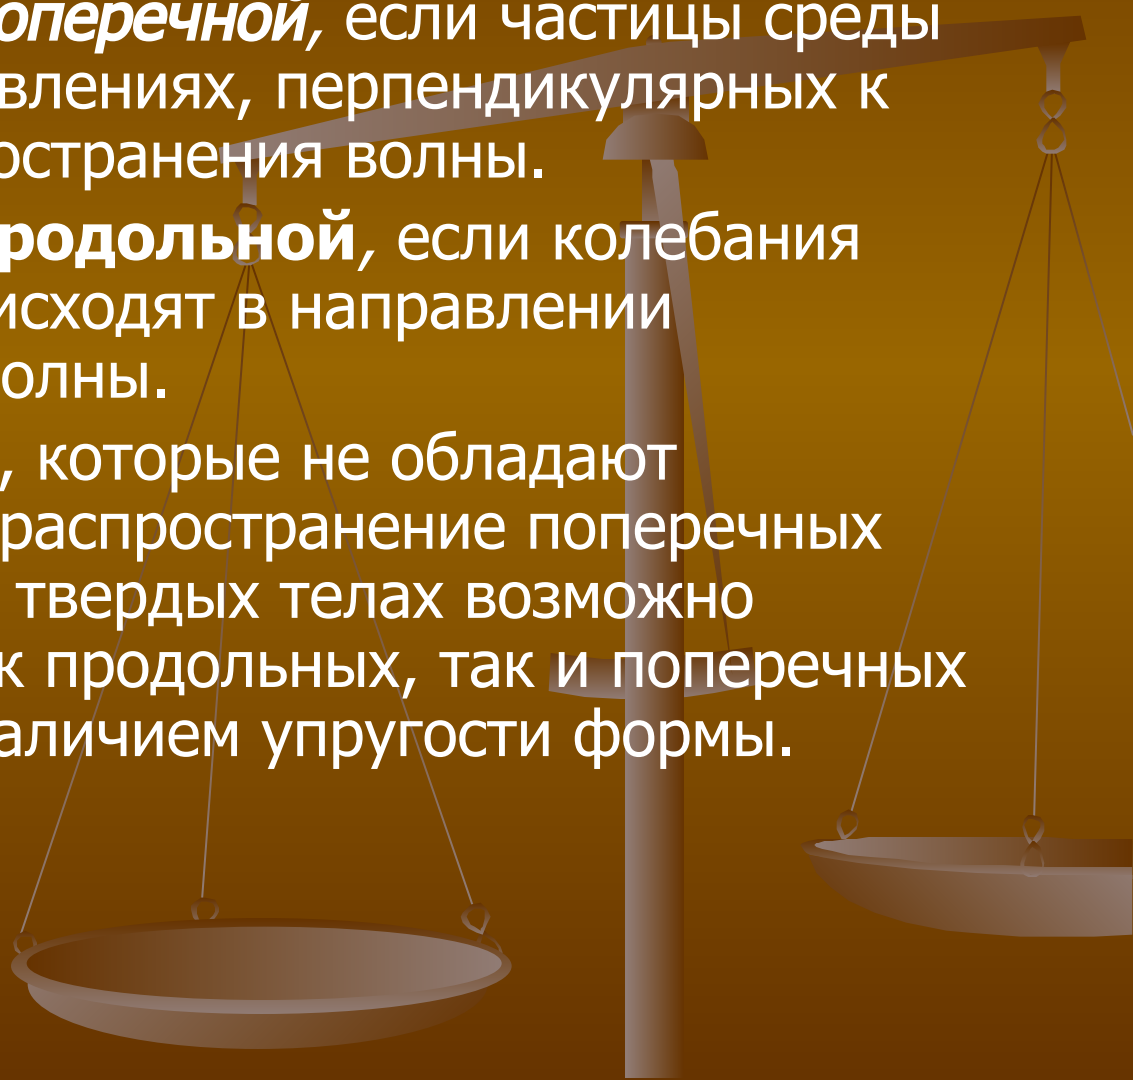 оперечной, если частицы среды
влениях, перпендикулярных к
остранения волны.
родольной, если колебания
исходят в направлении
олны.
, которые не обладают
распространение поперечных
твердых телах возможно
к продольных, так и поперечных
аличием упругости формы.